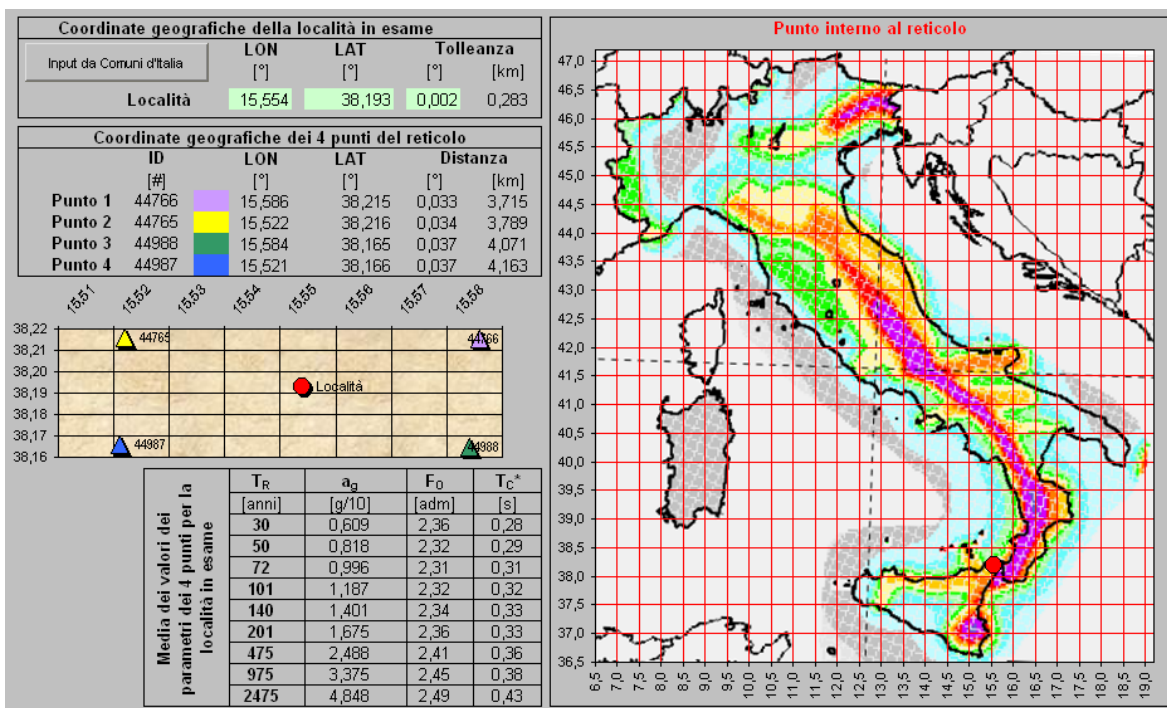 Coordinate geografiche della località in esame
Input da Comuni d'Italia
LON LAT Tolleanza
[°] [°] [°] [km]
Località 15,554 38,193 0,002 0,283
Coordinate geografiche dei 4 punti del reticolo
ID LON LAT Distanza
[#] [°] [°] [°] [km]
Punto 1 44766 15,586 38,215 0,033 3,715
Punto 2 44765 15,522 38,216 0,034 3,789
Punto 3 44988 15,584 38,165 0,037 4,071
Punto 4 44987 15,521 38,166 0,037 4,163
15,51 15,52 15,53 15,54 15,55 15,56 15,57 15,58
38,22
38,21
38,20
38,19
38,18
38,17
38,16
44765
44766
Località
44987
44988
Media dei valori dei
parametri dei 4 punti per la
località in esame
TR ag F0 TC*
[anni] [g/10] [adm] [s]
30 0,609 2,36 0,28
50 0,818 2,32 0,29
72 0,996 2,31 0,31
101 1,187 2,32 0,32
140 1,401 2,34 0,33
201 1,675 2,36 0,33
475 2,488 2,41 0,36
975 3,375 2,45 0,38
2475 4,848 2,49 0,43
Punto interno al reticolo
47,0
46,5
46,0
45,5
45,0
44,5
44,0
43,5
43,0
42,5
42,0
41,5
41,0
40,5
40,0
39,5
39,0
38,5
38,0
37,5
37,0
36,5
6,5 7,0 7,5 8,0 8,5 9,0 9,5 10,0 10,5 11,0 11,5 12,0 12,5 13,0 13,5 14,0 14,5 15,0 15,5 16,0 16,5 17,0 17,5 18,0 18,5 19,0